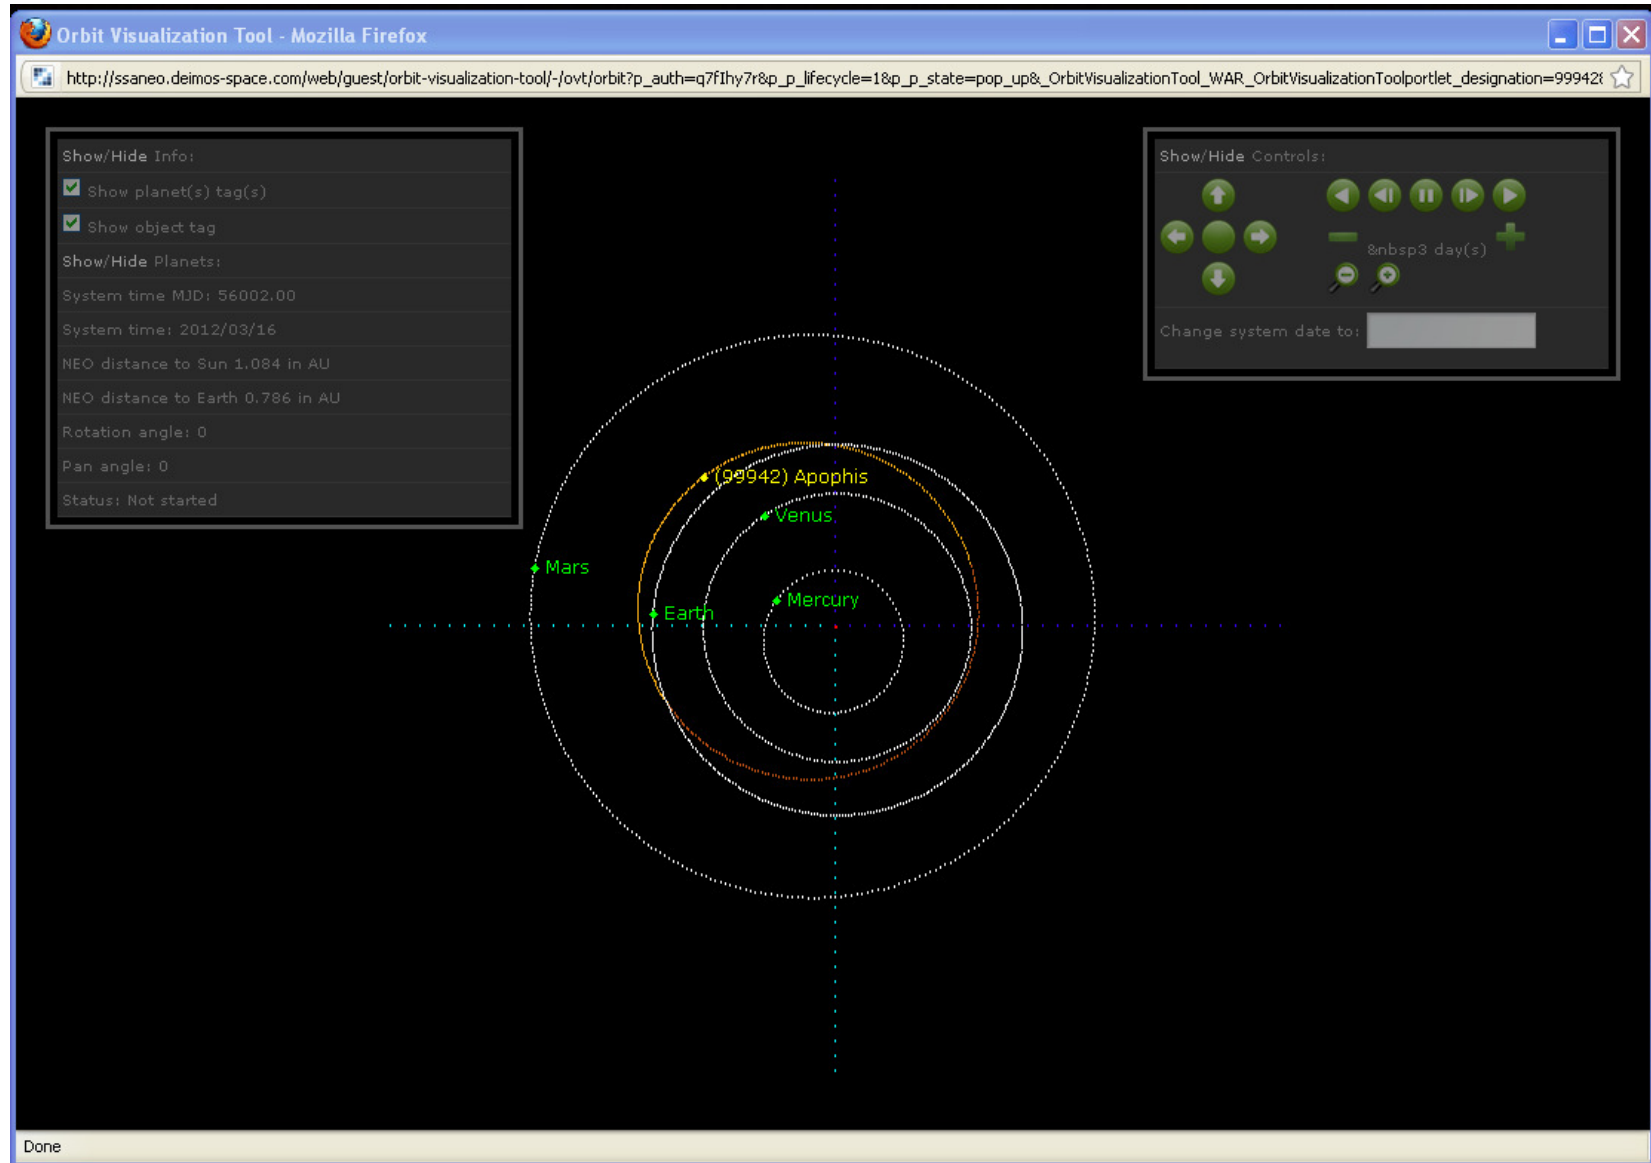 Orbit Visualization Tool - Mozilla Firefox
http://ssaneo.deimos-space.com/web/guest/orbit-visualization-tool/-/ovt/orbit?p_auth=q7fIhy7r&p_p_lifecycle=1&p_p_state=pop_up&_OrbitVisualizationTool_WAR_OrbitVisualizationToolportlet_designation=99942
Show/Hide Info:
Show planet(s) tag(s)
Show object tag
Show/Hide Planets:
System time MJD: 56002.00
System time: 2012/03/16
NEO distance to Sun 1.084 in AU
NEO distance to Earth 0.786 in AU
Rotation angle: 0
Pan angle: 0
Status: Not started
Show/Hide Controls:
&nbsp3 day(s)
Change system date to:
(99942) Apophis
Venus
Mars
Mercury
Earth
Done